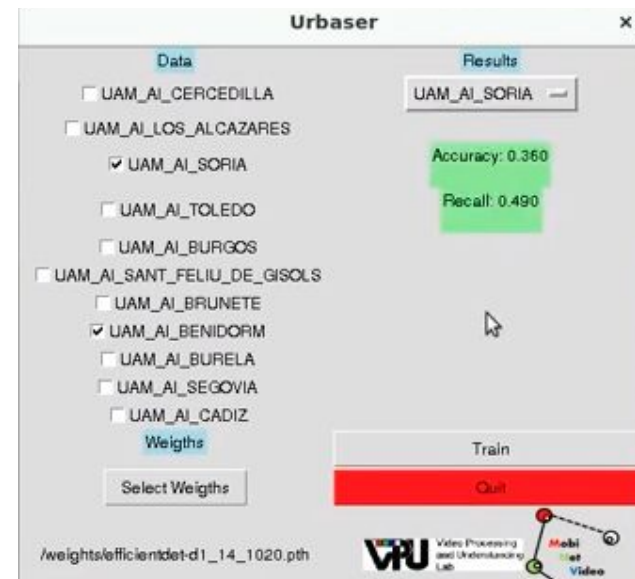 Urbaser
Data
UAM_AI_CERCEDILLA
UAM_AI_LOS_ALCAZARES
UAM_AI_SORIA
UAM_AI_TOLEDO
UAM_AI_BURGOS
UAM_AI_SANT_FELIU_DE_GISOLS
UAM_AI_BRUNETE
UAM_AI_BENIDORM
UAM_AI_BURELA
UAM_AI_SEGOVIA
UAM_AI_CADIZ
Weigths
Select Weigths
/weights/efficientdet-d1_14_1020.pth
Results
UAM_AI_SORIA
Accuracy: 0.360
Recall: 0.490
Train
Quit
VPU
Video Processing
and Understanding
Lab
Mobi
Net
Video